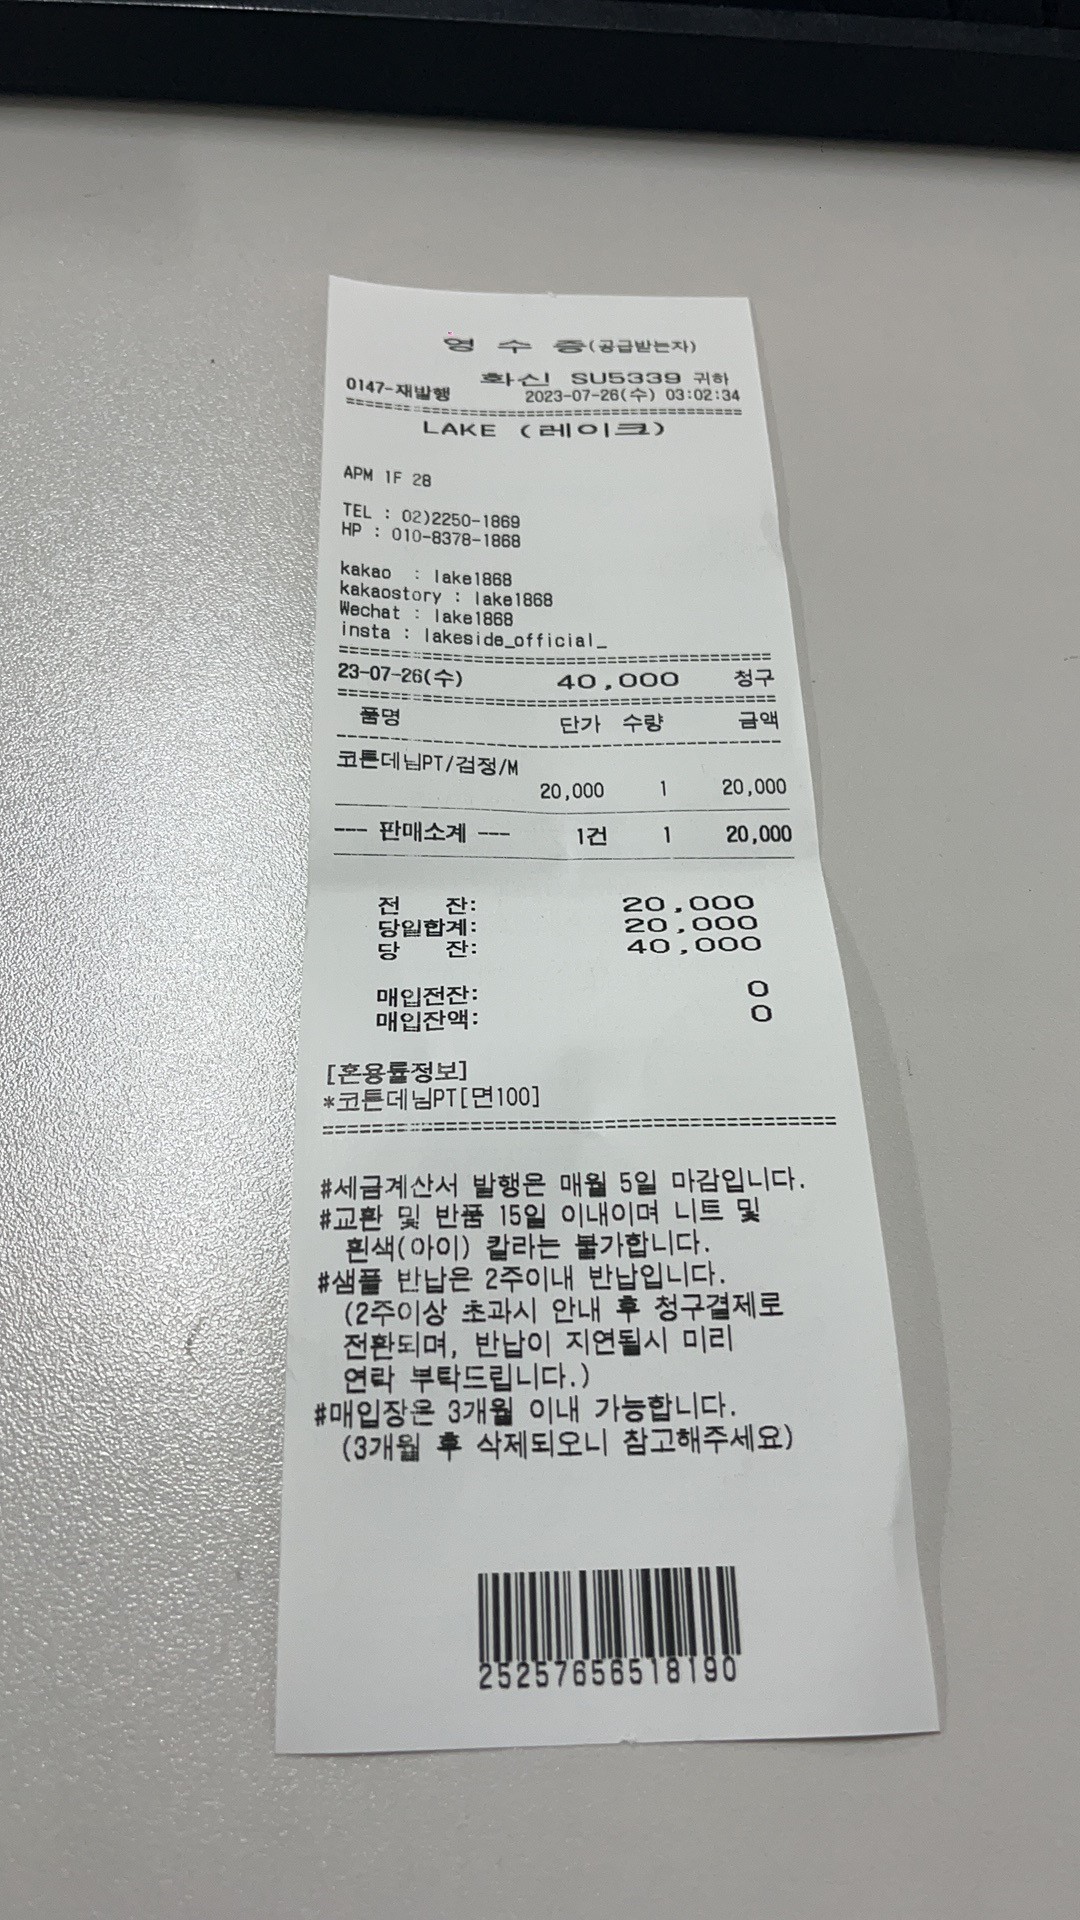 영 수 증(공급받는자)
화신 SU5339 귀하
0147-재발행 2023-07-26(수) 03:02:34
==================================================
LAKE (레이크)
APM 1F 28
TEL : 02)2250-1869
HP : 010-8378-1868
kakao : lake1868
kakaostory : lake1868
Wechat : lake1868
insta : lakeside_official_
==================================================
23-07-26(수) 40,000 청구
==================================================
품명 단가 수량 금액
--------------------------------------------------
코튼데님PT/검정/M
20,000 1 20,000
--- 판매소계 --- 1건 1 20,000
전 잔: 20,000
당일합계: 20,000
당 잔: 40,000
매입전잔: 0
매입잔액: 0
[혼용률정보]
*코튼데님PT[면100]
==================================================
#세금계산서 발행은 매월 5일 마감입니다.
#교환 및 반품 15일 이내이며 니트 및
흰색(아이) 칼라는 불가합니다.
#샘플 반납은 2주이내 반납입니다.
(2주이상 초과시 안내 후 청구결제로
전환되며, 반납이 지연될시 미리
연락 부탁드립니다.)
#매입장은 3개월 이내 가능합니다.
(3개월 후 삭제되오니 참고해주세요)
25257656518190